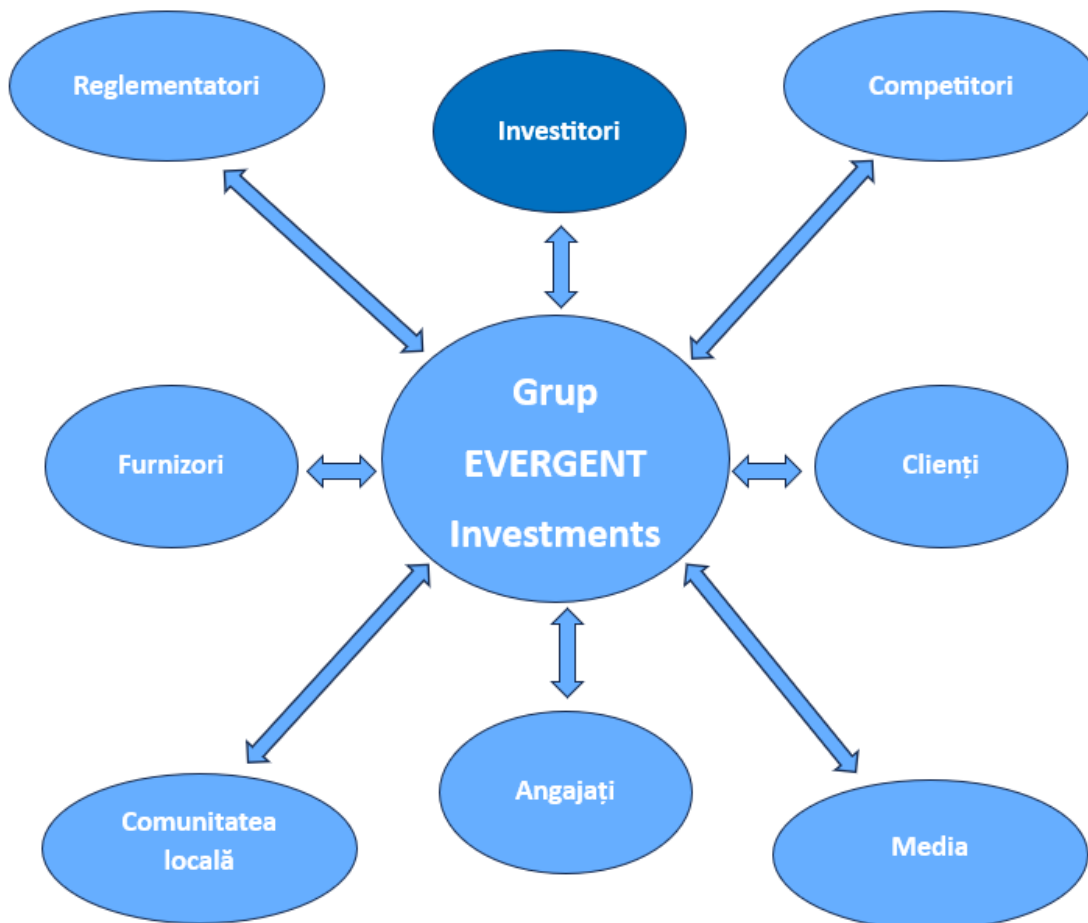 Reglementatori
Competitori
Investitori
Grup
EVERGENT
Investments
Furnizori
Clienți
Comunitatea
locală
Angajați
Media